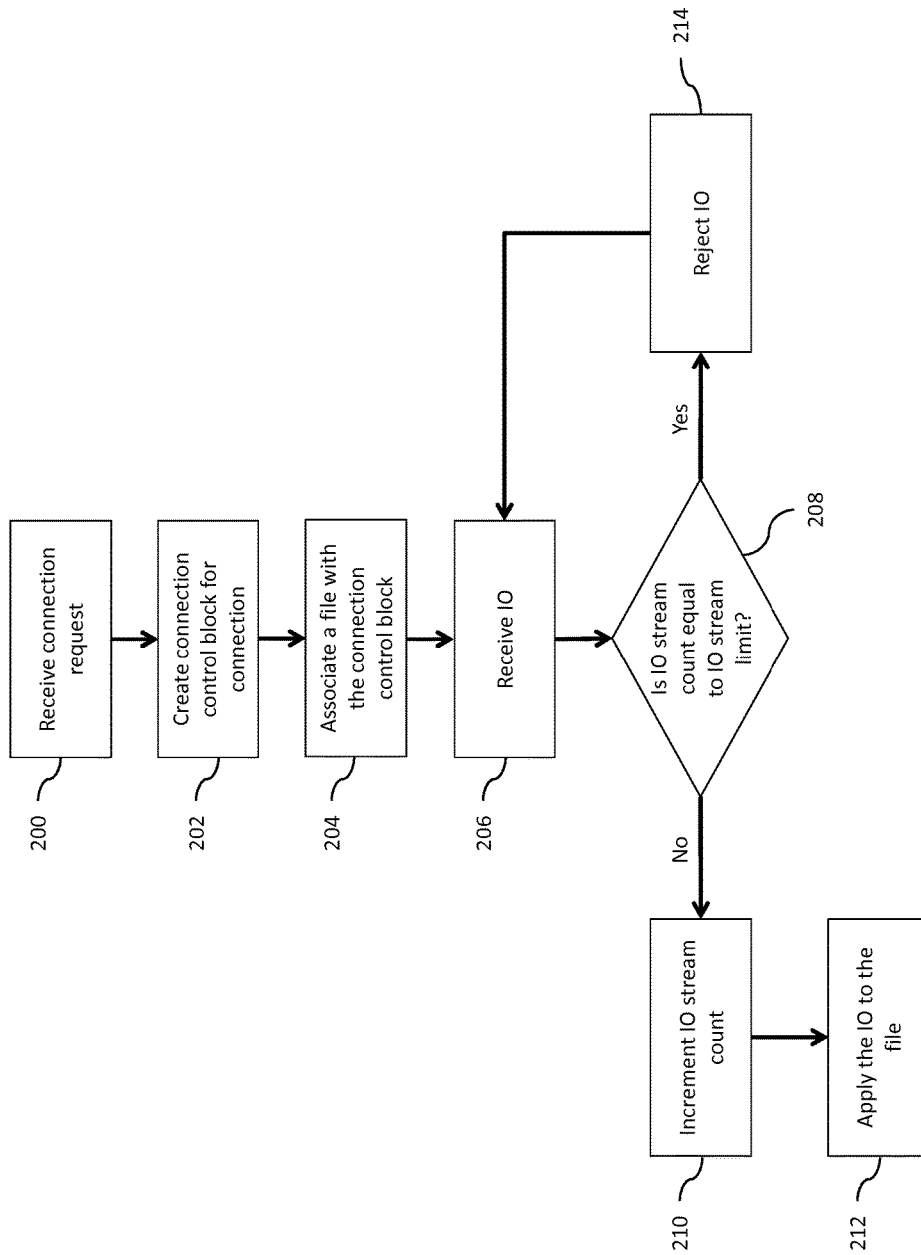 Receive connection
request
200
Create connection
control block for
connection
202
Associate a file with
the connection
control block
204
Receive IO
206
Is IO stream
count equal
to IO stream
limit?
208
No
Yes
Increment IO stream
count
210
Apply the IO to the
file
212
Reject IO
214